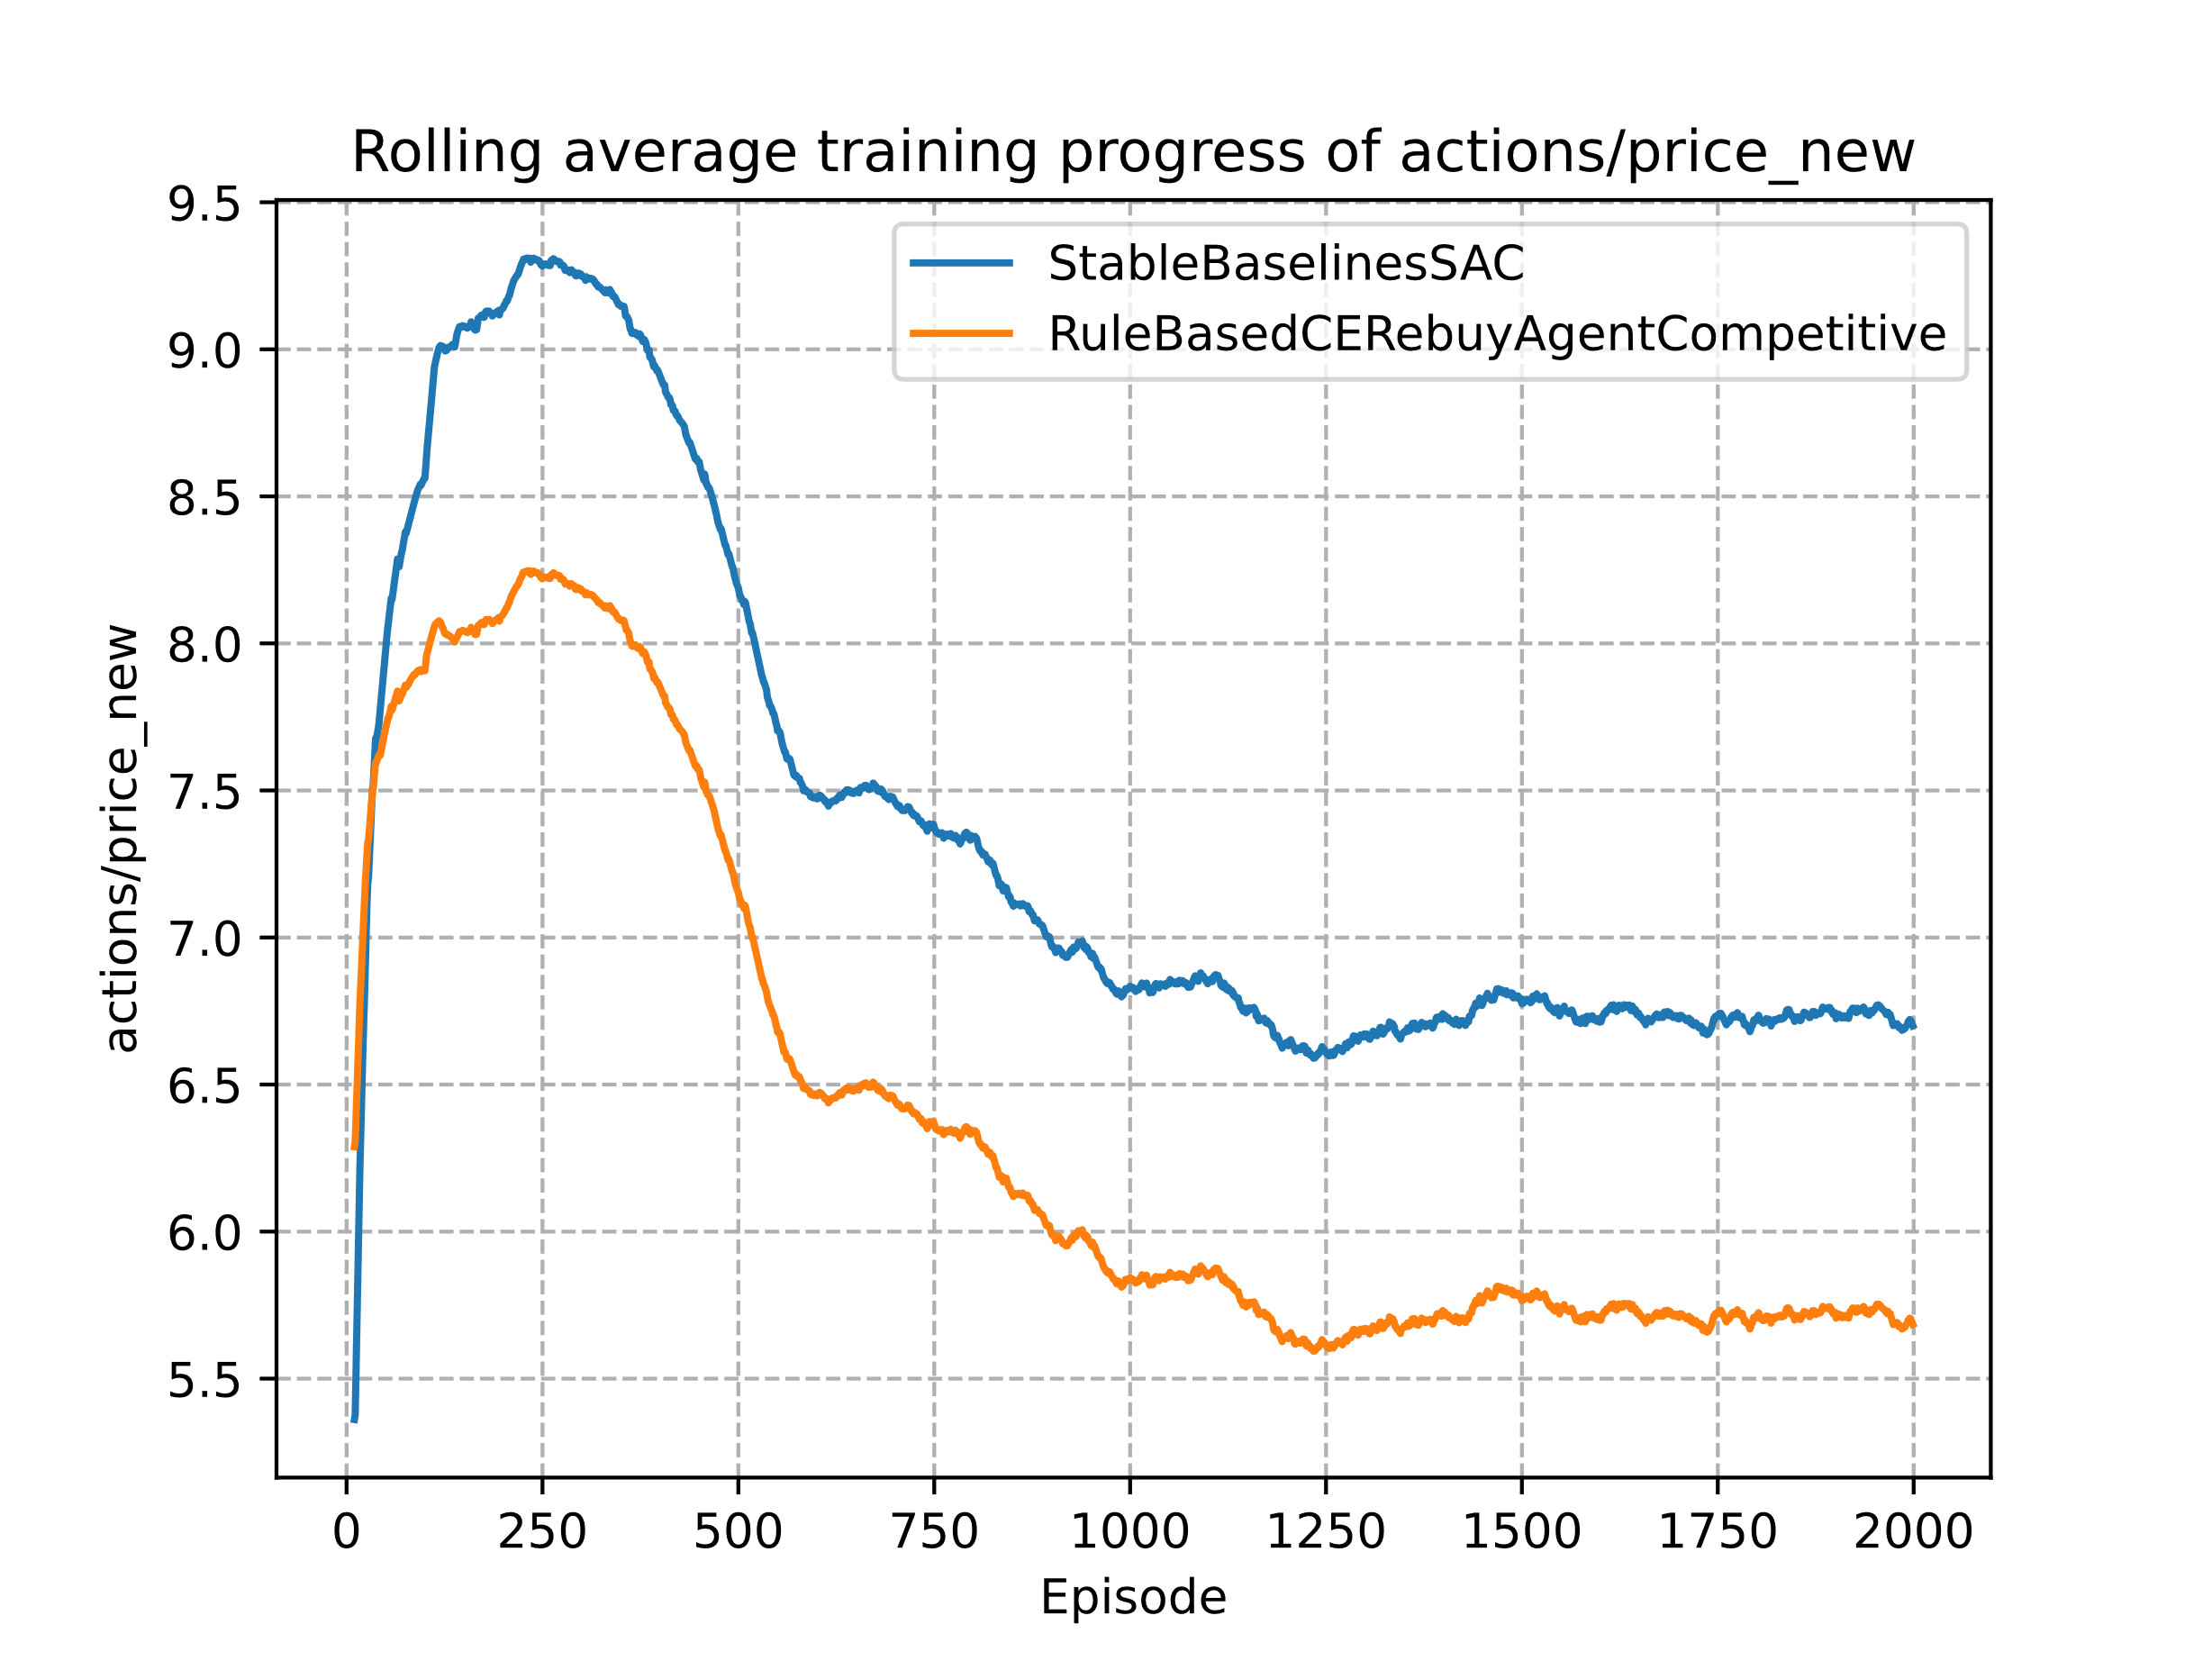 Rolling average training progress of actions/price_new
StableBaselinesSAC
RuleBasedCERebuyAgentCompetitive
actions/price_new
9.5
9.0
8.5
8.0
7.5
7.0
6.5
6.0
5.5
0 250 500 750 1000 1250 1500 1750 2000
Episode